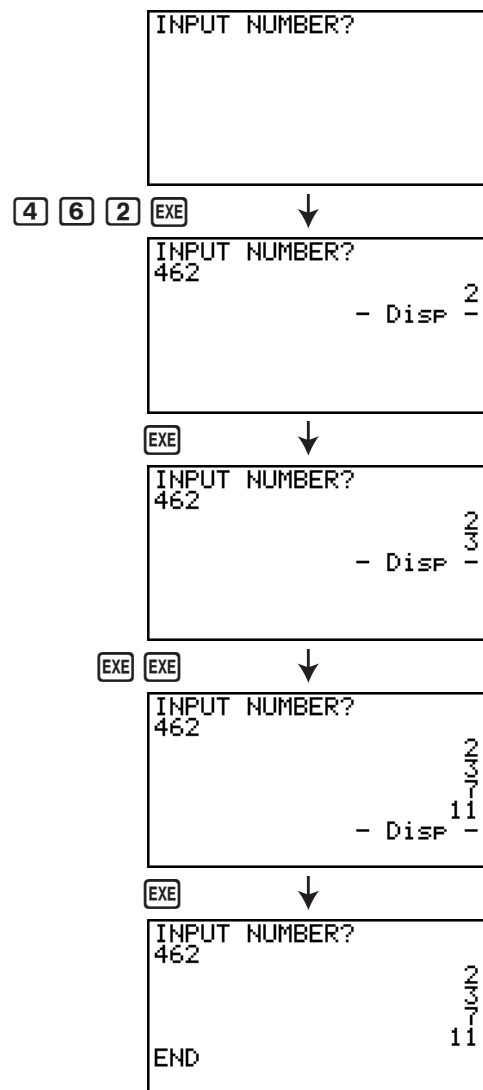 INPUT NUMBER?
4 6 2 EXE
INPUT NUMBER?
462
2
- Disp -
EXE
INPUT NUMBER?
462
2
3
- Disp -
EXE EXE
INPUT NUMBER?
462
2
3
7
11
- Disp -
EXE
INPUT NUMBER?
462
2
3
7
11
END